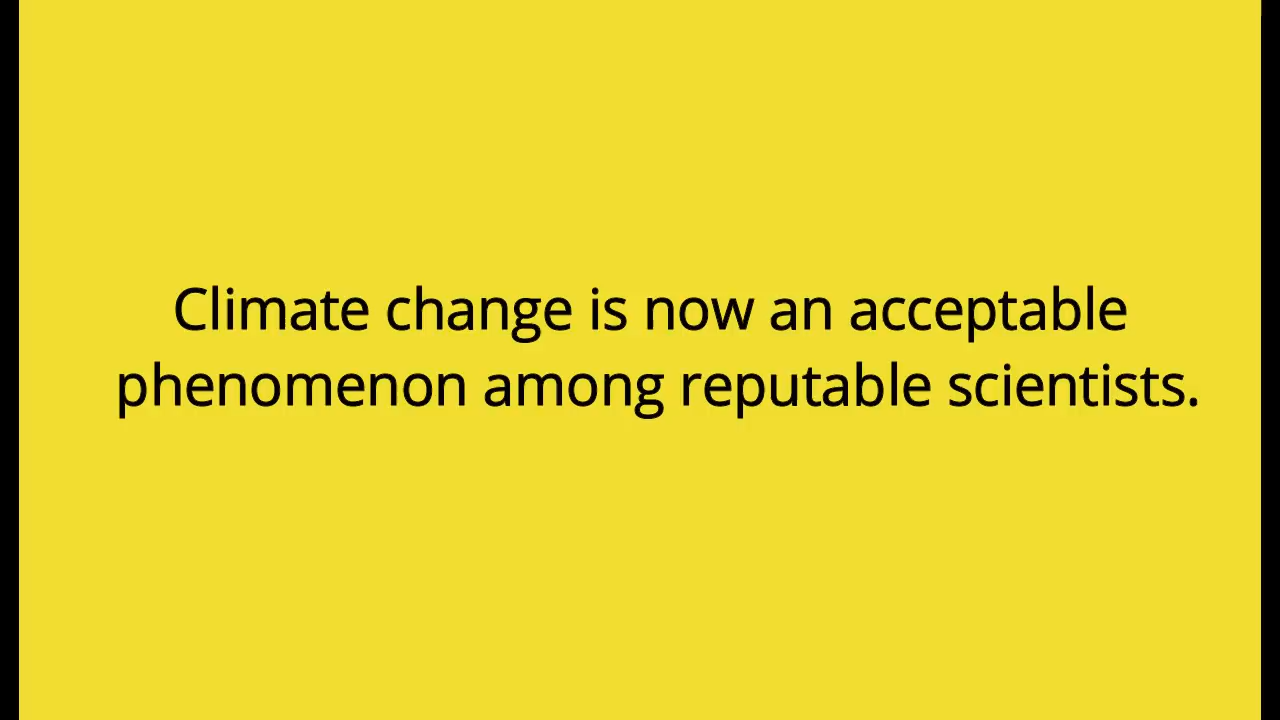 Climate change is now an acceptable
phenomenon among reputable scientists.